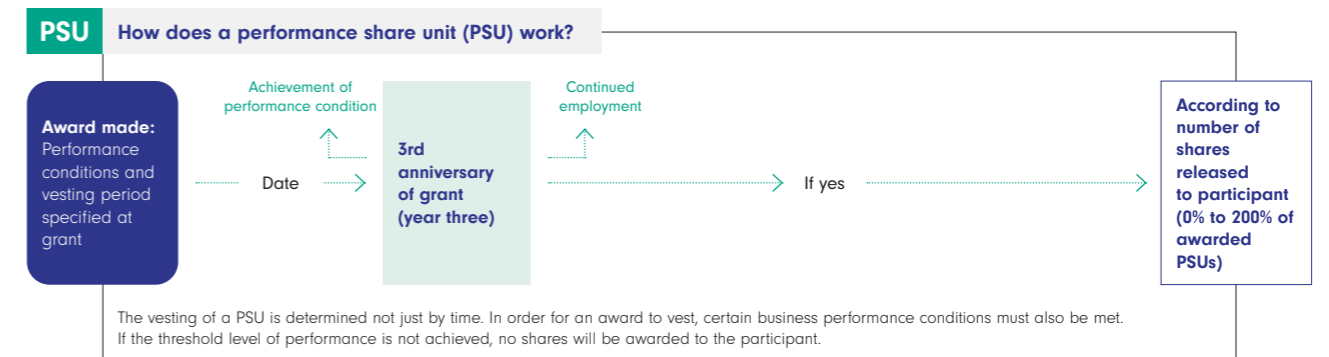 PSU
How does a performance share unit (PSU) work?
Award made:
Performance
conditions and
vesting period
specified at
grant
Date
Achievement of
performance condition
3rd
anniversary
of grant
(year three)
Continued
employment
If yes
According to
number of
shares
released
to participant
(0% to 200% of
awarded
PSUs)
The vesting of a PSU is determined not just by time. In order for an award to vest, certain business performance conditions must also be met.
If the threshold level of performance is not achieved, no shares will be awarded to the participant.